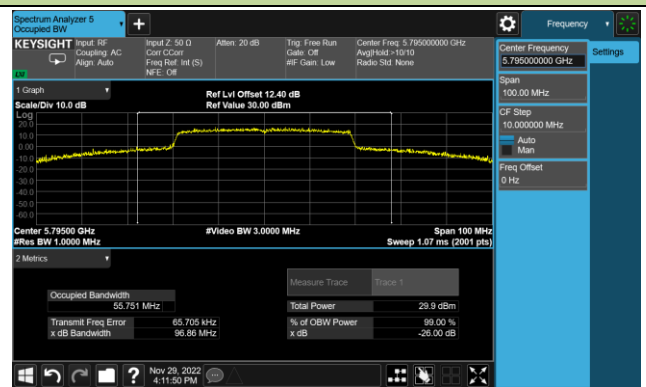 Spectrum Analyzer 5
Occupied BW
Frequency
KEYSIGHT
Input: RF
Coupling: AC
Align: Auto
Input Z: 50 Ω
Corr CCorr
Freq Ref: Int (S)
NFE: Off
Atten: 20 dB
Trig: Free Run
Gate: Off
#IF Gain: Low
Center Freq: 5.795000000 GHz
Avg|Hold:>10/10
Radio Std: None
Center Frequency
5.795000000 GHz
Settings
Span
100.00 MHz
CF Step
10.000000 MHz
Auto
Man
Freq Offset
0 Hz
1 Graph
Scale/Div 10.0 dB
Ref Lvl Offset 12.40 dB
Ref Value 30.00 dBm
Log
20.0
10.0
0.00
-10.0
-20.0
-30.0
-40.0
-50.0
-60.0
Center 5.79500 GHz
#Res BW 1.0000 MHz
#Video BW 3.0000 MHz
Span 100 MHz
Sweep 1.07 ms (2001 pts)
2 Metrics
Measure Trace
Trace 1
Occupied Bandwidth
55.751 MHz
Total Power
29.9 dBm
Transmit Freq Error
65.705 kHz
% of OBW Power
99.00 %
x dB Bandwidth
96.86 MHz
x dB
-26.00 dB
Nov 29, 2022
4:11:50 PM